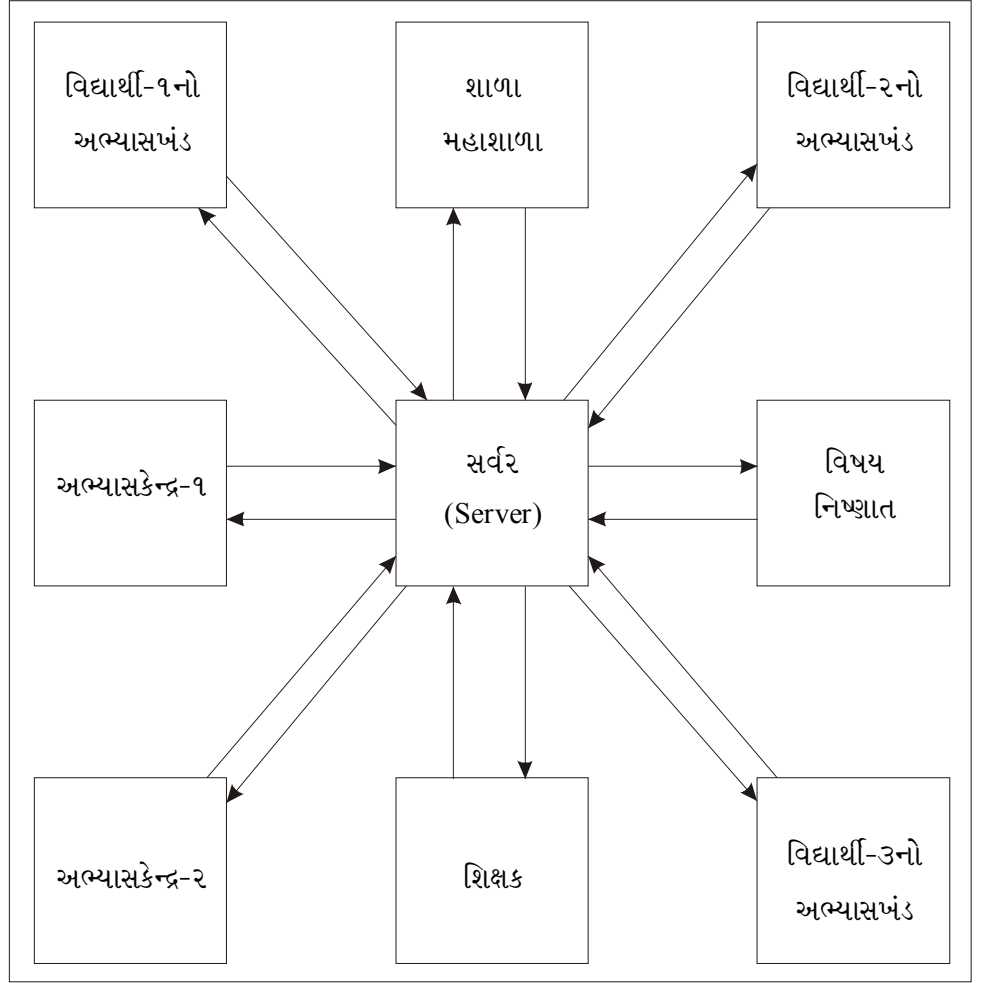 વિદ્યાર્થી-૧નો
અભ્યાસખંડ
શાળા
મહાશાળા
વિદ્યાર્થી-૨નો
અભ્યાસખંડ
અભ્યાસકેન્દ્ર-૧
સર્વર
(Server)
વિષય
નિષ્ણાત
અભ્યાસકેન્દ્ર-૨
શિક્ષક
વિદ્યાર્થી-૩નો
અભ્યાસખંડ